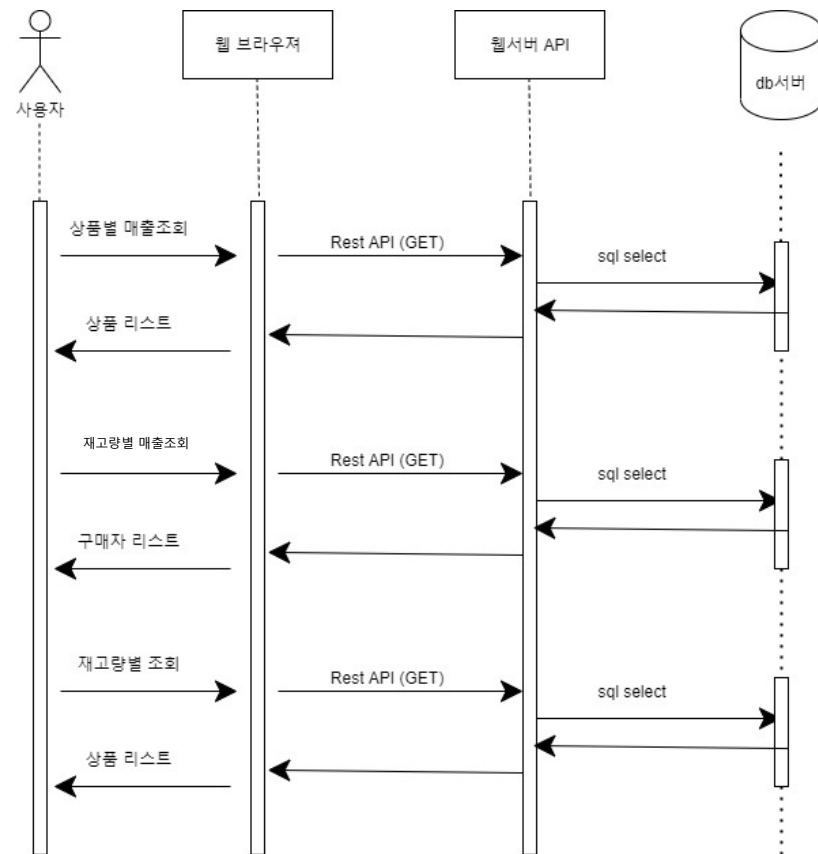 웹 브라우져
웹서버 API
db서버
사용자
상품별 매출조회
Rest API (GET)
sql select
상품 리스트
재고량별 매출조회
Rest API (GET)
sql select
구매자 리스트
재고량별 조회
Rest API (GET)
sql select
상품 리스트